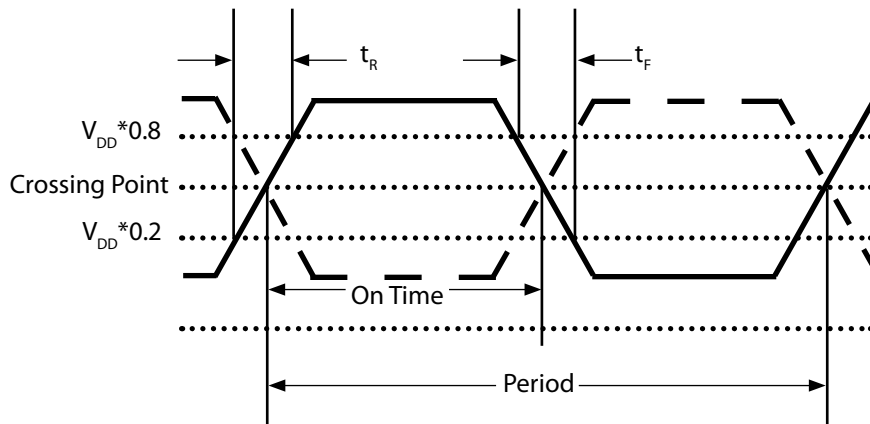 t_R
t_F
V_DD*0.8
Crossing Point
V_DD*0.2
On Time
Period